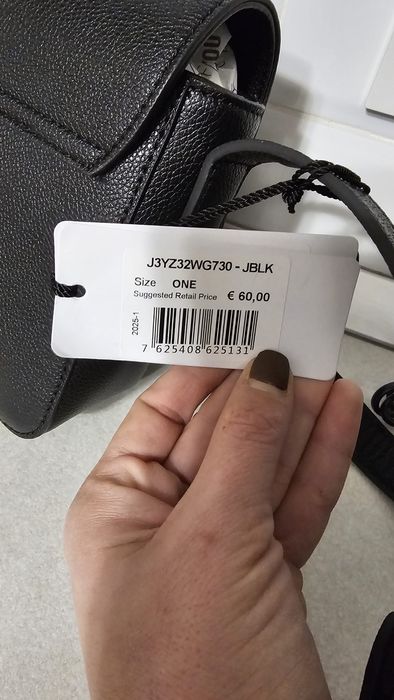 J3YZ32WG730 - JBLK
Size ONE
Suggested Retail Price € 60,00
2025-1
7 625408 625131